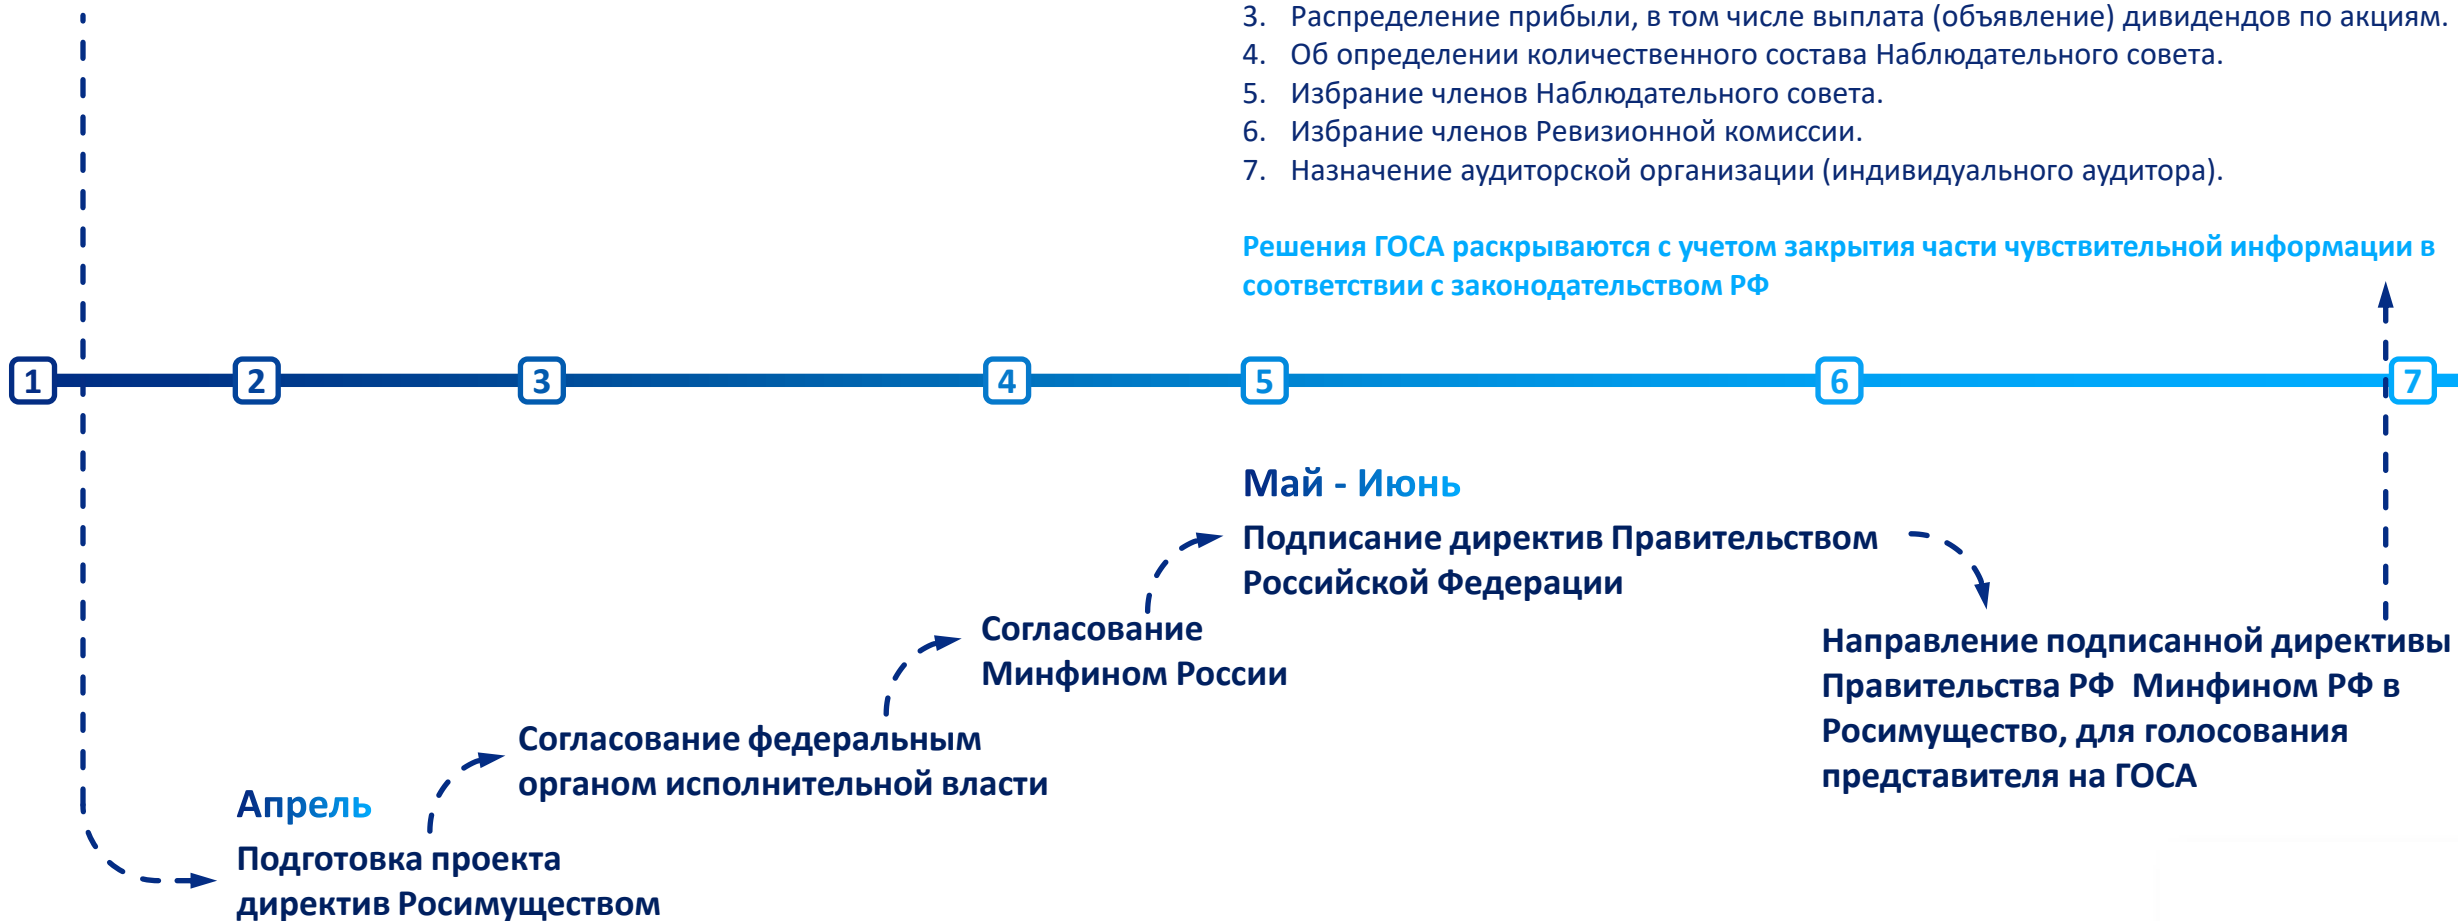 3. Распределение прибыли, в том числе выплата (объявление) дивидендов по акциям.
4. Об определении количественного состава Наблюдательного совета.
5. Избрание членов Наблюдательного совета.
6. Избрание членов Ревизионной комиссии.
7. Назначение аудиторской организации (индивидуального аудитора).
Решения ГОСА раскрываются с учетом закрытия части чувствительной информации в
соответствии с законодательством РФ
1 2 3 4 5 6 7
Май - Июнь
Подписание директив Правительством
Российской Федерации
Согласование
Минфином России
Направление подписанной директивы
Правительства РФ  Минфином РФ в
Росимущество, для голосования
представителя на ГОСА
Согласование федеральным
органом исполнительной власти
Апрель
Подготовка проекта
директив Росимуществом